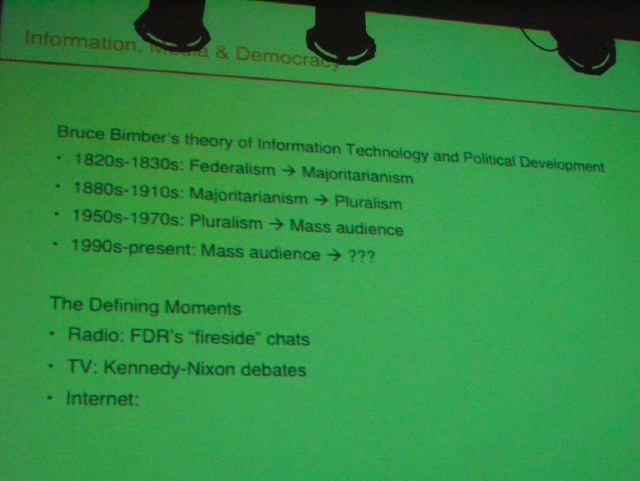 Information, Media & Democracy
Bruce Bimber's theory of Information Technology and Political Development
• 1820s-1830s: Federalism → Majoritarianism
• 1880s-1910s: Majoritarianism → Pluralism
• 1950s-1970s: Pluralism → Mass audience
• 1990s-present: Mass audience → ???
The Defining Moments
• Radio: FDR's "fireside" chats
• TV: Kennedy-Nixon debates
• Internet: